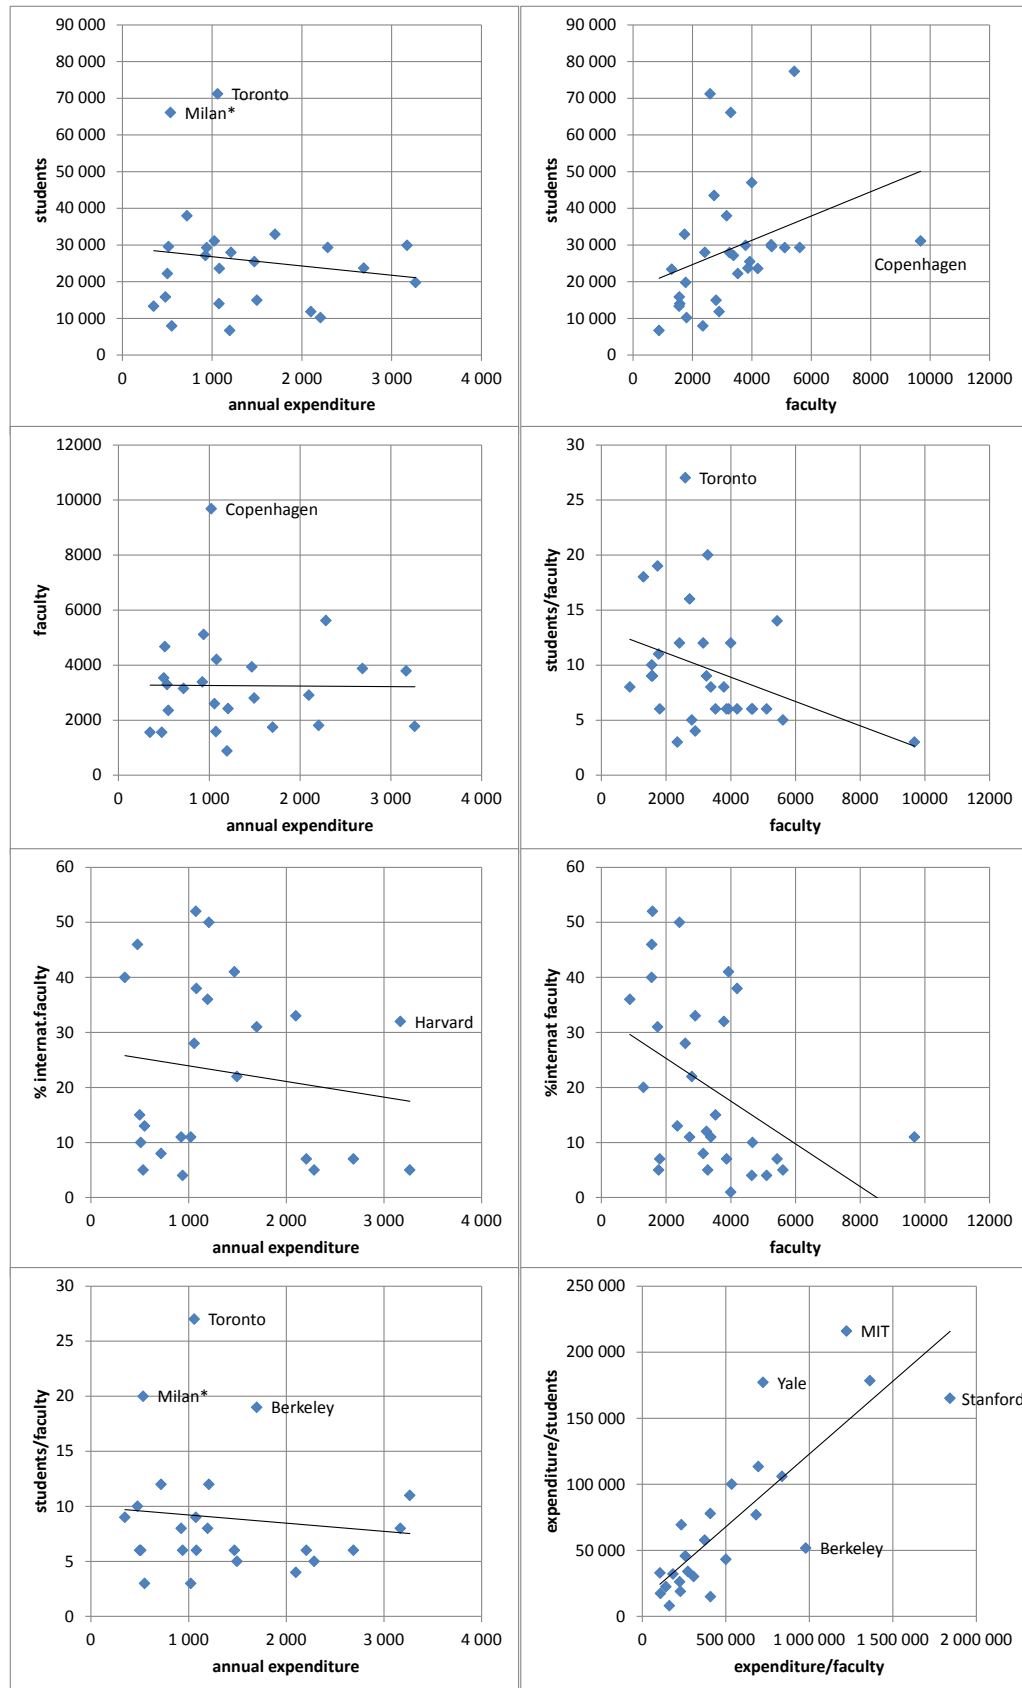 90 000
80 000
70 000
60 000
50 000
40 000
30 000
20 000
10 000
0
students
Toronto
Milan*
0 1 000 2 000 3 000 4 000
annual expenditure
90 000
80 000
70 000
60 000
50 000
40 000
30 000
20 000
10 000
0
students
Copenhagen
0 2000 4000 6000 8000 10000 12000
faculty
12000
10000
8000
6000
4000
2000
0
faculty
Copenhagen
0 1 000 2 000 3 000 4 000
annual expenditure
30
25
20
15
10
5
0
students/faculty
Toronto
0 2000 4000 6000 8000 10000 12000
faculty
60
50
40
30
20
10
0
% internat.faculty
Harvard
0 1 000 2 000 3 000 4 000
annual expenditure
60
50
40
30
20
10
0
%internat faculty
0 2000 4000 6000 8000 10000 12000
faculty
30
25
20
15
10
5
0
students/faculty
Toronto
Milan*
Berkeley
0 1 000 2 000 3 000 4 000
annual expenditure
250 000
200 000
150 000
100 000
50 000
0
expenditure/students
MIT
Yale
Stanford
Berkeley
0 500 000 1 000 000 1 500 000 2 000 000
expenditure/faculty